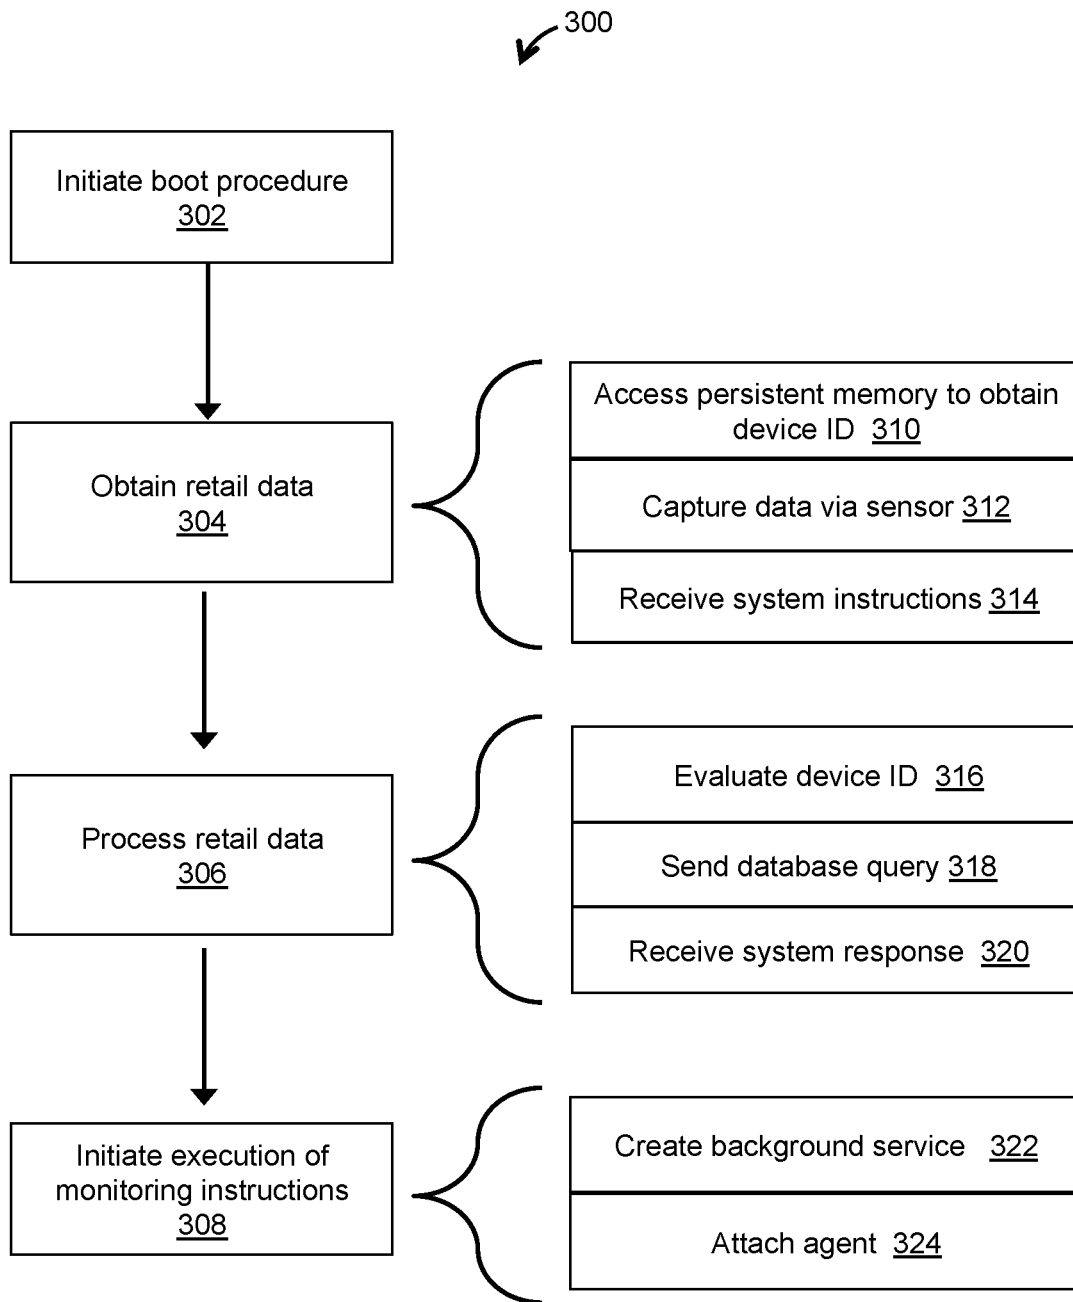 300
Initiate boot procedure
302
Obtain retail data
304
Access persistent memory to obtain
device ID 310
Capture data via sensor 312
Receive system instructions 314
Process retail data
306
Evaluate device ID 316
Send database query 318
Receive system response 320
Initiate execution of
monitoring instructions
308
Create background service 322
Attach agent 324